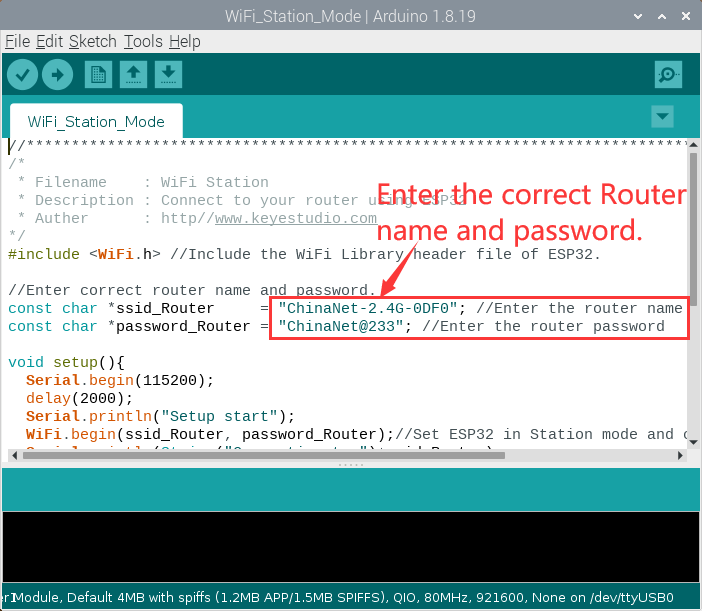 WiFi_Station_Mode | Arduino 1.8.19
File Edit Sketch Tools Help
WiFi_Station_Mode
//*************************************************************************
/*
* Filename    : WiFi Station
* Description : Connect to your router using ESP32
* Auther      : http//www.keyestudio.com
*/
Enter the correct Router
name and password.
#include <WiFi.h> //Include the WiFi Library header file of ESP32.
//Enter correct router name and password.
const char *ssid_Router     = "ChinaNet-2.4G-0DF0"; //Enter the router name
const char *password_Router = "ChinaNet@233"; //Enter the router password
void setup(){
Serial.begin(115200);
delay(2000);
Serial.println("Setup start");
WiFi.begin(ssid_Router, password_Router);//Set ESP32 in Station mode and
Module, Default 4MB with spiffs (1.2MB APP/1.5MB SPIFFS), QIO, 80MHz, 921600, None on /dev/ttyUSB0